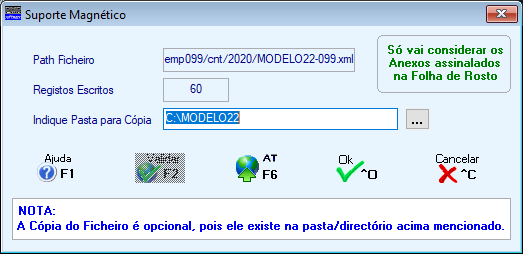 Suporte Magnético
Path Ficheiro
emp099/cnt/2020/MODELO22-099.xml
Só vai considerar os
Anexos assinalados
na Folha de Rosto
Registos Escritos
60
Indique Pasta para Cópia
C:\MODELO22
...
Ajuda
F1
Validar
F2
AT
F6
Ok
^O
Cancelar
^C
NOTA:
A Cópia do Ficheiro é opcional, pois ele existe na pasta/directório acima mencionado.